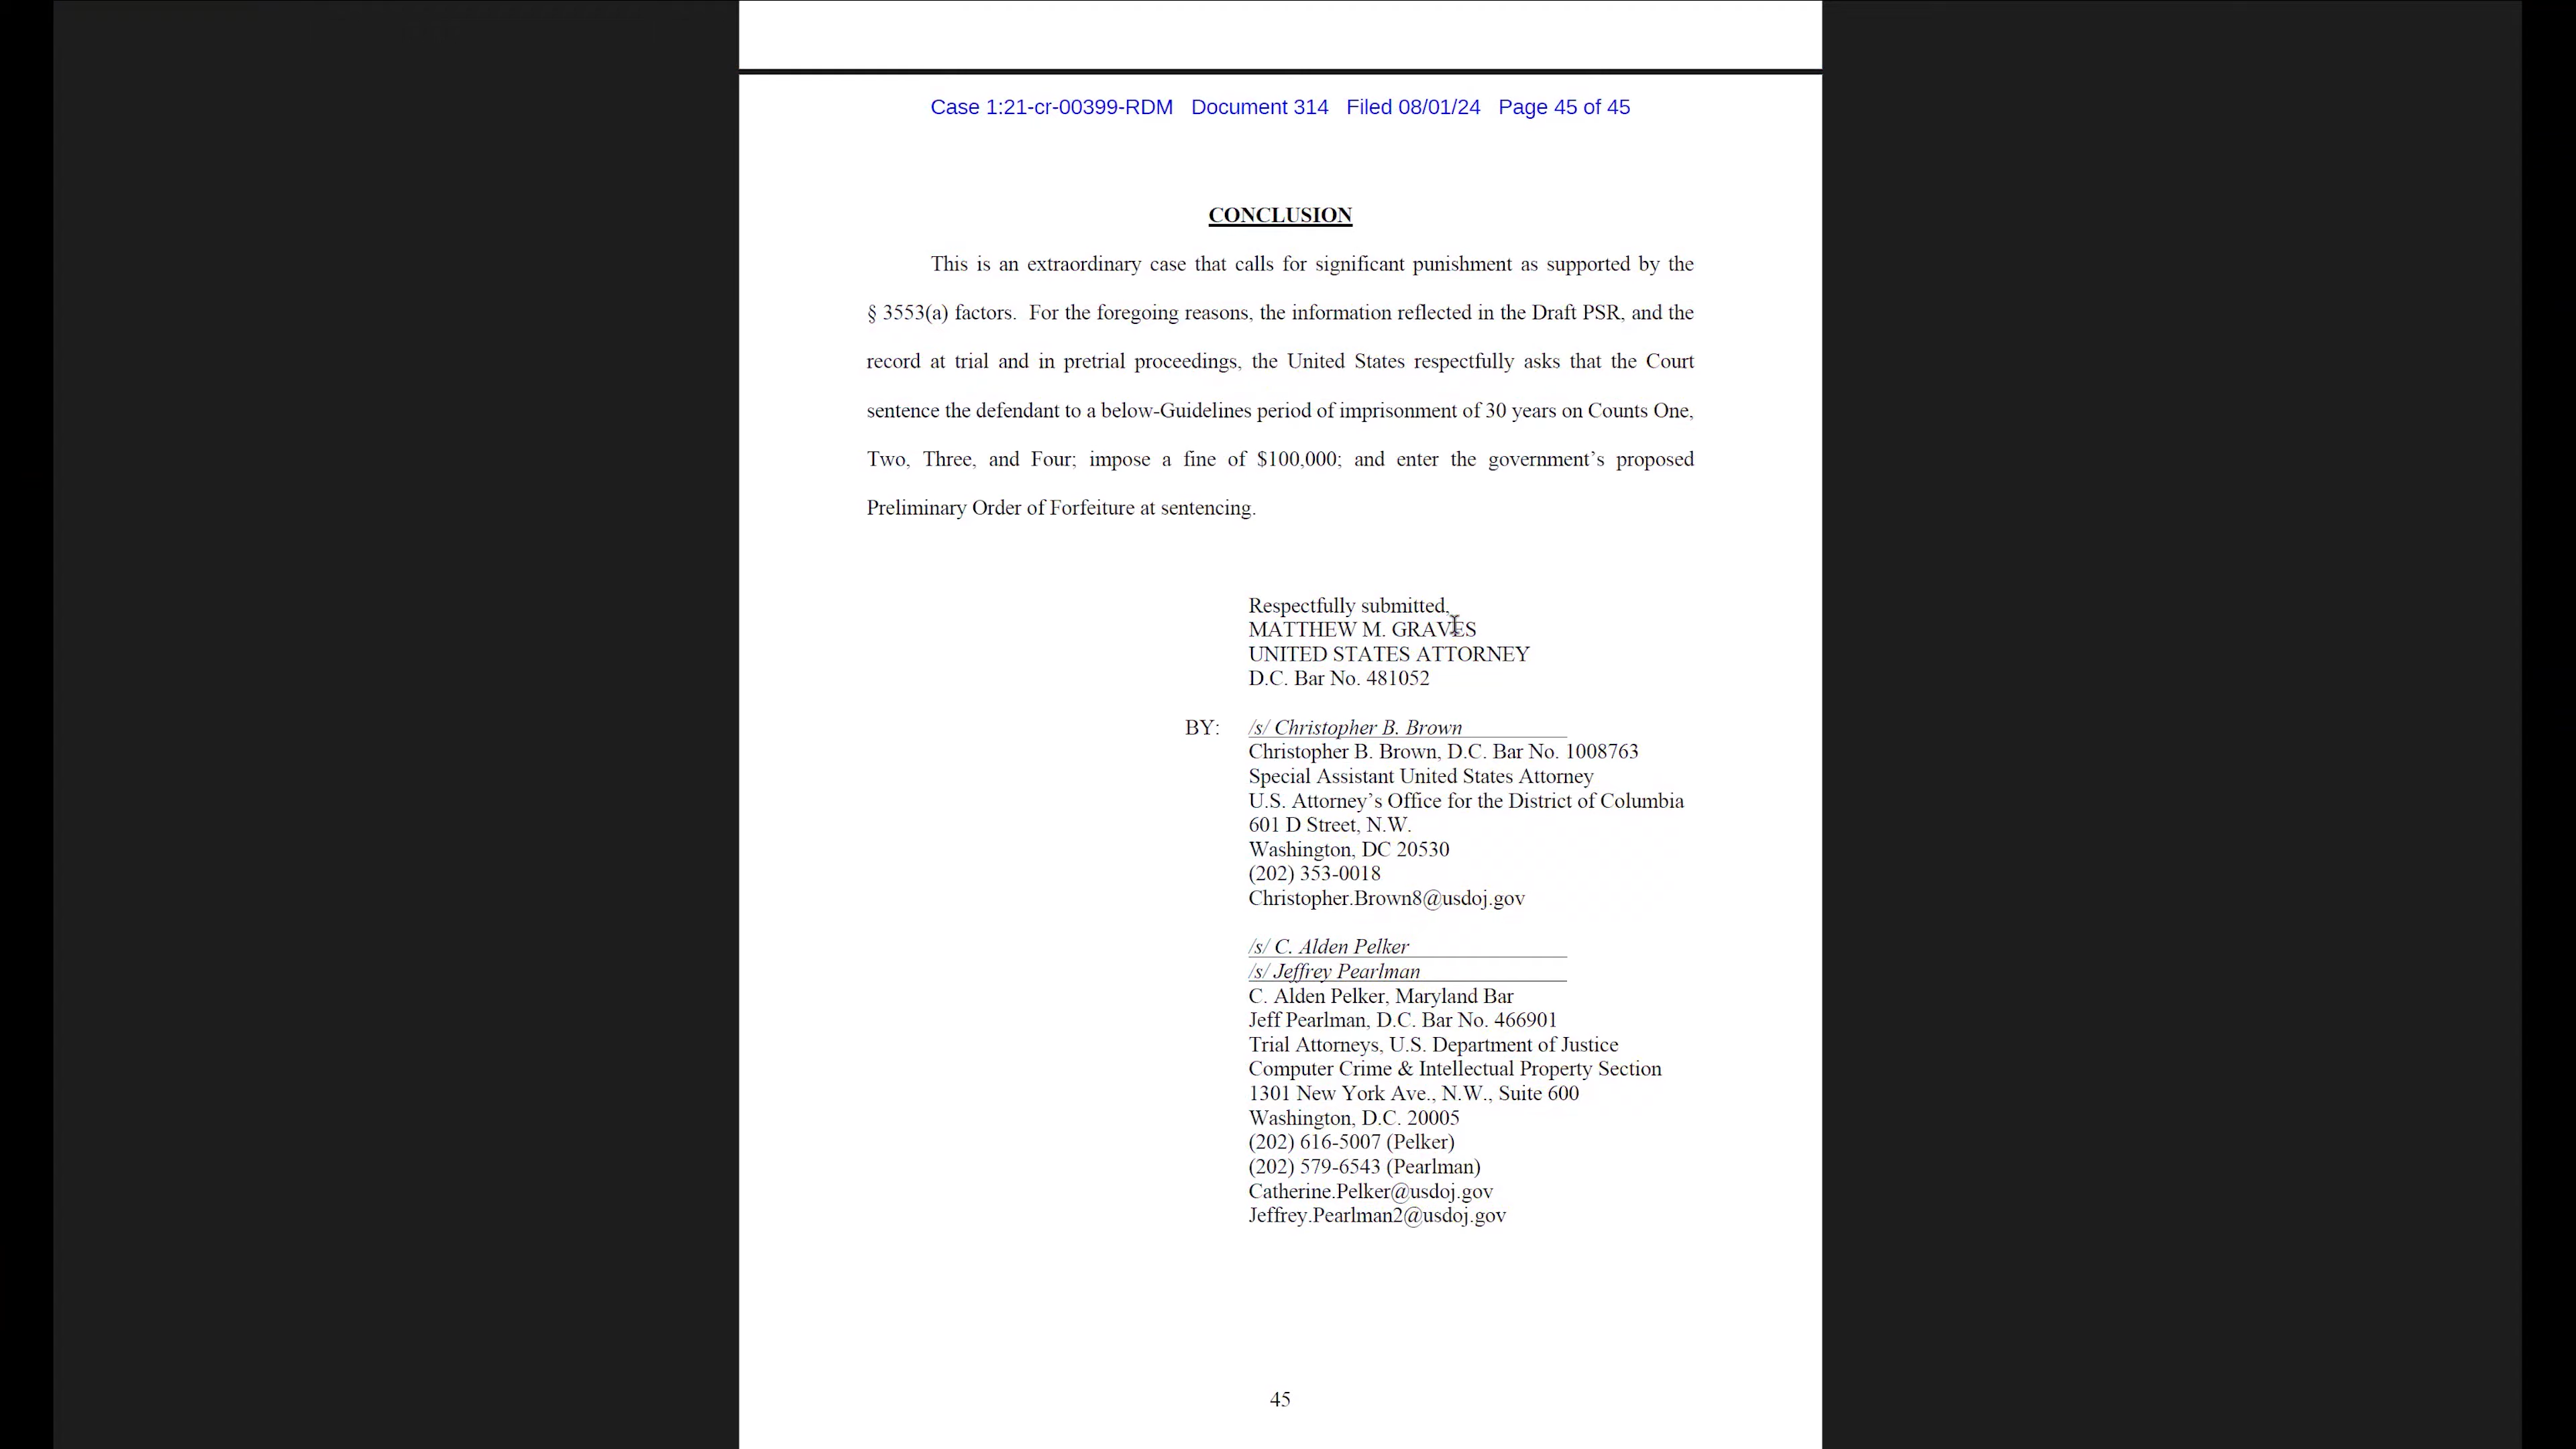 Case 1:21-cr-00399-RDM Document 314 Filed 08/01/24 Page 45 of 45
CONCLUSION
This is an extraordinary case that calls for significant punishment as supported by the
§ 3553(a) factors. For the foregoing reasons, the information reflected in the Draft PSR, and the
record at trial and in pretrial proceedings, the United States respectfully asks that the Court
sentence the defendant to a below-Guidelines period of imprisonment of 30 years on Counts One,
Two, Three, and Four; impose a fine of $100,000; and enter the government’s proposed
Preliminary Order of Forfeiture at sentencing.
Respectfully submitted,
MATTHEW M. GRAVES
UNITED STATES ATTORNEY
D.C. Bar No. 481052
BY: /s/ Christopher B. Brown
Christopher B. Brown, D.C. Bar No. 1008763
Special Assistant United States Attorney
U.S. Attorney’s Office for the District of Columbia
601 D Street, N.W.
Washington, DC 20530
(202) 353-0018
Christopher.Brown8@usdoj.gov
/s/ C. Alden Pelker
/s/ Jeffrey Pearlman
C. Alden Pelker, Maryland Bar
Jeff Pearlman, D.C. Bar No. 466901
Trial Attorneys, U.S. Department of Justice
Computer Crime & Intellectual Property Section
1301 New York Ave., N.W., Suite 600
Washington, D.C. 20005
(202) 616-5007 (Pelker)
(202) 579-6543 (Pearlman)
Catherine.Pelker@usdoj.gov
Jeffrey.Pearlman2@usdoj.gov
45